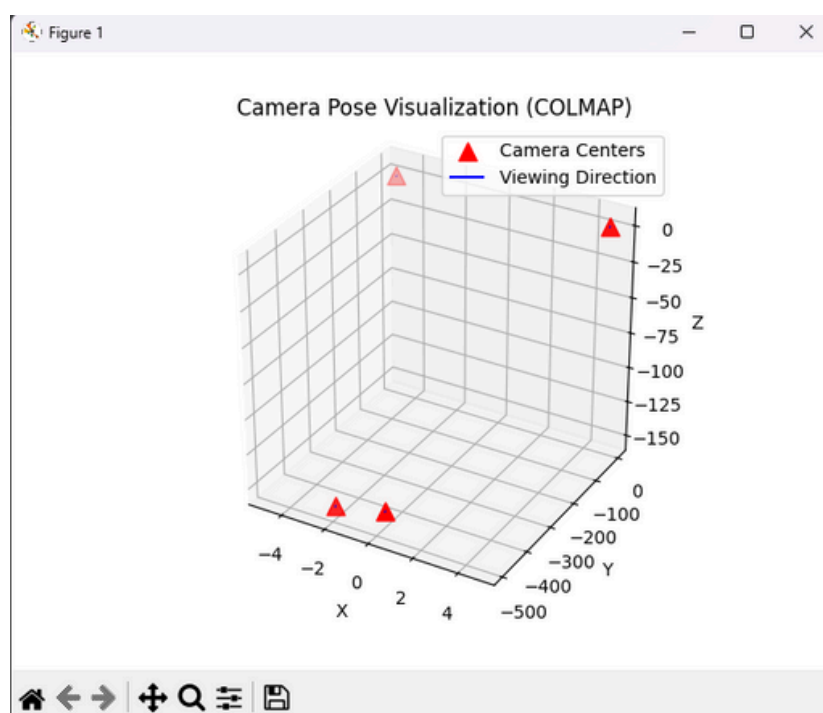 Figure 1
Camera Pose Visualization (COLMAP)
Camera Centers
Viewing Direction
0
−25
−50
−75
−100
−125
−150
Z
0
−100
−200
−300
−400
−500
Y
−4
−2
0
2
4
X